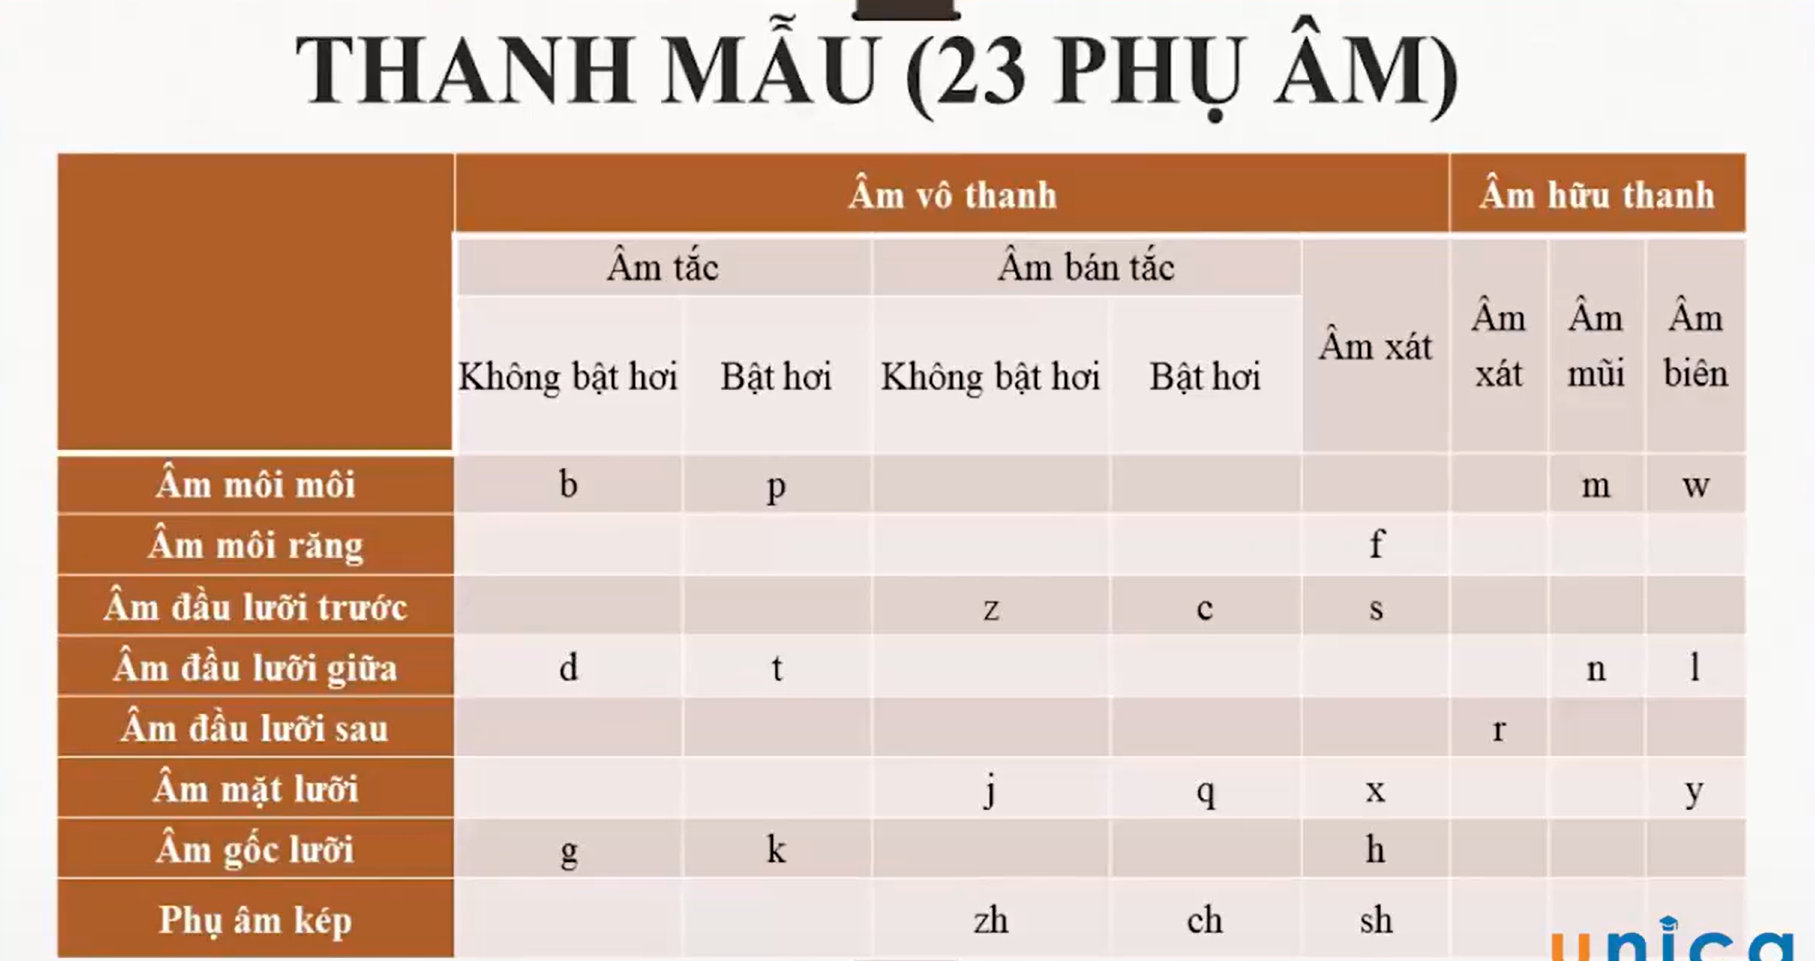 THANH MẪU (23 PHỤ ÂM)
Âm vô thanh Âm hữu thanh
Âm tắc Âm bán tắc Âm xát Âm xát Âm mũi Âm biên
Không bật hơi Bật hơi Không bật hơi Bật hơi
Âm môi môi b p m w
Âm môi răng f
Âm đầu lưỡi trước z c s
Âm đầu lưỡi giữa d t n l
Âm đầu lưỡi sau r
Âm mặt lưỡi j q x y
Âm gốc lưỡi g k h
Phụ âm kép zh ch sh
unica